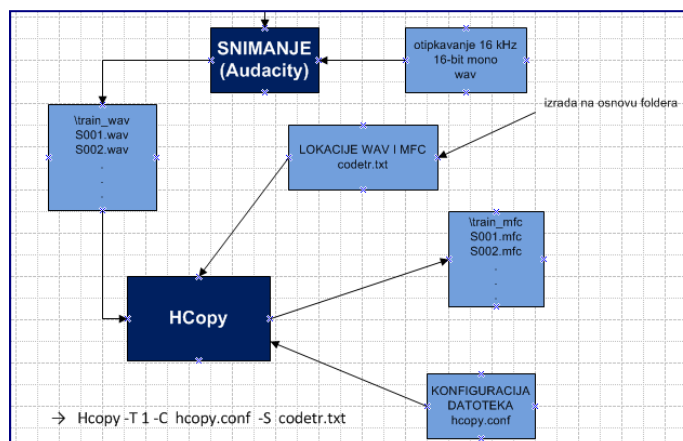 SNIMANJE
(Audacity)
otipkavanje 16 kHz
16-bit mono
wav
izrada na osnovu foldera
\train_wav
S001.wav
S002.wav
.
.
.
LOKACIJE WAV I MFC
codetr.txt
\train_mfc
S001.mfc
S002.mfc
.
.
.
HCopy
KONFIGURACIJA
DATOTEKA
hcopy.conf
→ Hcopy -T 1 -C hcopy.conf -S codetr.txt